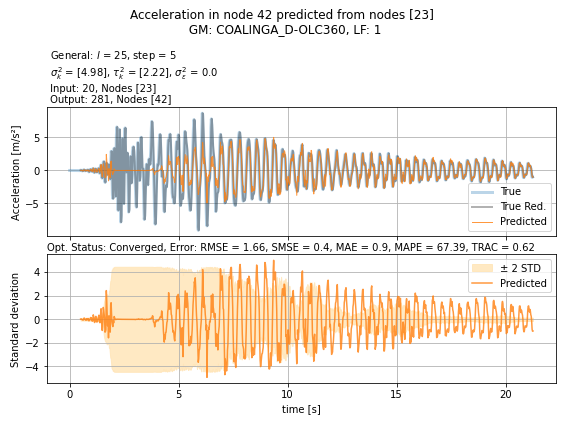 Acceleration in node 42 predicted from nodes [23]
GM: COALINGA_D-OLC360, LF: 1
General: l = 25, step = 5
σ²ₖ = [4.98], τ²ₖ = [2.22], σ²ε = 0.0
Input: 20, Nodes [23]
Output: 281, Nodes [42]
Acceleration [m/s²]
5
0
−5
True
True Red.
Predicted
Opt. Status: Converged, Error: RMSE = 1.66, SMSE = 0.4, MAE = 0.9, MAPE = 67.39, TRAC = 0.62
Standard deviation
4
2
0
−2
−4
± 2 STD
Predicted
0 5 10 15 20
time [s]